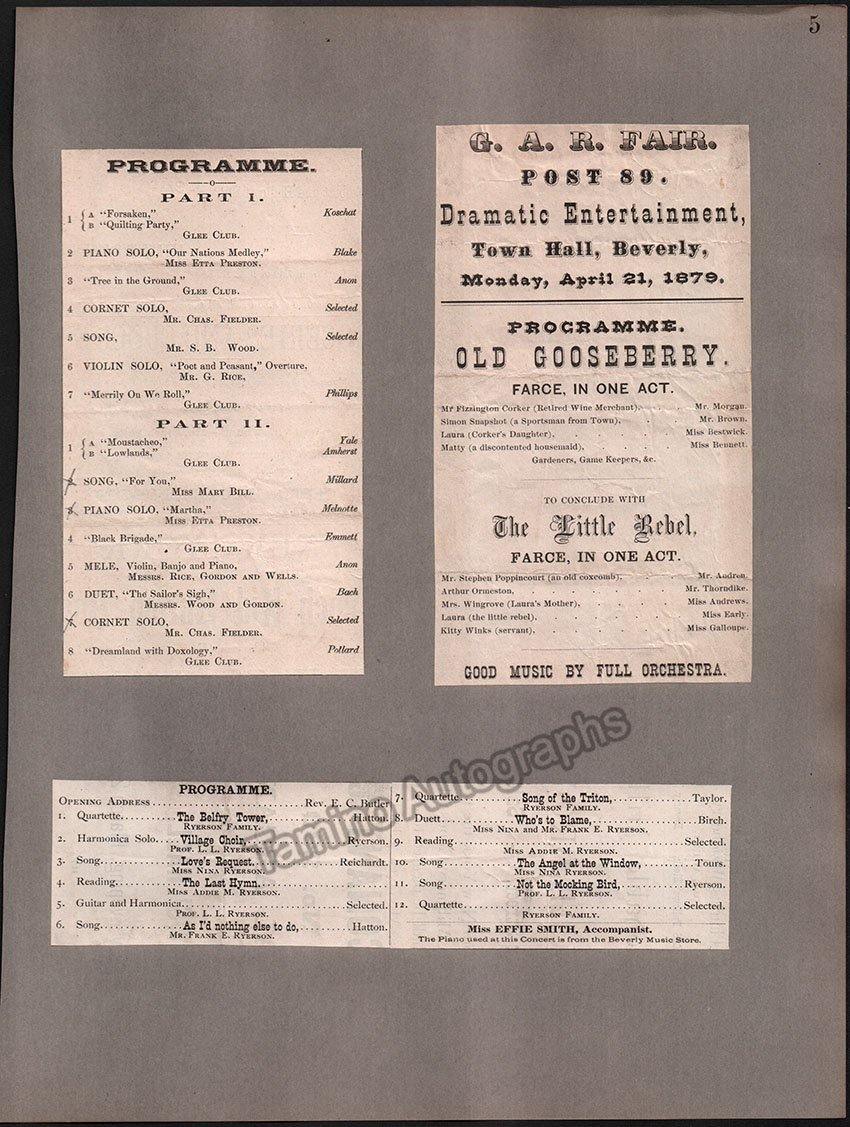 5
PROGRAMME.
PART I.
1 { A "Forsaken," Koschat
B "Quilting Party,"
GLEE CLUB.
2 PIANO SOLO, "Our Nations Medley," Blake
MISS ETTA PRESTON.
3 "Tree in the Ground," Anon
GLEE CLUB.
4 CORNET SOLO, Selected
MR. CHAS. FIELDER.
5 SONG, Selected
MR. S. B. WOOD.
6 VIOLIN SOLO, "Poet and Peasant," Overture,
MR. G. RICE,
7 "Merrily On We Roll," Phillips
GLEE CLUB.
PART II.
1 { A "Moustacheo," Yale
B "Lowlands," Amherst
GLEE CLUB.
2 SONG, "For You," Millard
MISS MARY BILL.
3 PIANO SOLO, "Martha," Melnotte
MISS ETTA PRESTON.
4 "Black Brigade," Emmett
GLEE CLUB.
5 MELE, Violin, Banjo and Piano, Anon
MESSRS. RICE, GORDON AND WELLS.
6 DUET, "The Sailor's Sigh," Bach
MESSRS. WOOD AND GORDON.
CORNET SOLO, Selected
MR. CHAS. FIELDER.
8 "Dreamland with Doxology," Pollard
GLEE CLUB.
G. A. R. FAIR.
POST 89.
Dramatic Entertainment,
Town Hall, Beverly,
Monday, April 21, 1879.
PROGRAMME.
OLD GOOSEBERRY.
FARCE, IN ONE ACT.
Mr Fizzington Corker (Retired Wine Merchant), Mr. Morgan.
Simon Snapshot (a Sportsman from Town), Mr. Brown.
Laura (Corker's Daughter), Miss Bestwick.
Matty (a discontented housemaid), Miss Bennett.
Gardeners, Game Keepers, &c.
TO CONCLUDE WITH
The Little Rebel,
FARCE, IN ONE ACT.
Mr. Stephen Poppincourt (an old coxcomb), Mr. Andren.
Arthur Ormeston, Mr. Thorndike.
Mrs. Wingrove (Laura's Mother), Miss Andrews.
Laura (the little rebel), Miss Early.
Kitty Winks (servant), Miss Galloupe.
GOOD MUSIC BY FULL ORCHESTRA.
PROGRAMME.
OPENING ADDRESS Rev. E. C. Butler
1. Quartette The Belfry Tower, Hatton.
RYERSON FAMILY.
2. Harmonica Solo Village Choir, Ryerson.
PROF. L. L. RYERSON.
3. Song Love's Request. Reichardt.
MISS NINA RYERSON.
4. Reading The Last Hymn.
MISS ADDIE M. RYERSON.
5. Guitar and Harmonica Selected.
PROF. L. L. RYERSON.
6. Song As I'd nothing else to do, Hatton.
MR. FRANK E. RYERSON.
7. Quartette Song of the Triton, Taylor.
RYERSON FAMILY.
8. Duett Who's to Blame, Birch.
MISS NINA and MR. FRANK E. RYERSON.
9. Reading Selected.
MISS ADDIE M. RYERSON.
10. Song The Angel at the Window, Tours.
MISS NINA RYERSON.
11. Song Not the Mocking Bird, Ryerson.
PROF. L. L. RYERSON.
12. Quartette Selected.
RYERSON FAMILY.
Miss EFFIE SMITH, Accompanist.
The Piano used at this Concert is from the Beverly Music Store.
Tamino Autographs